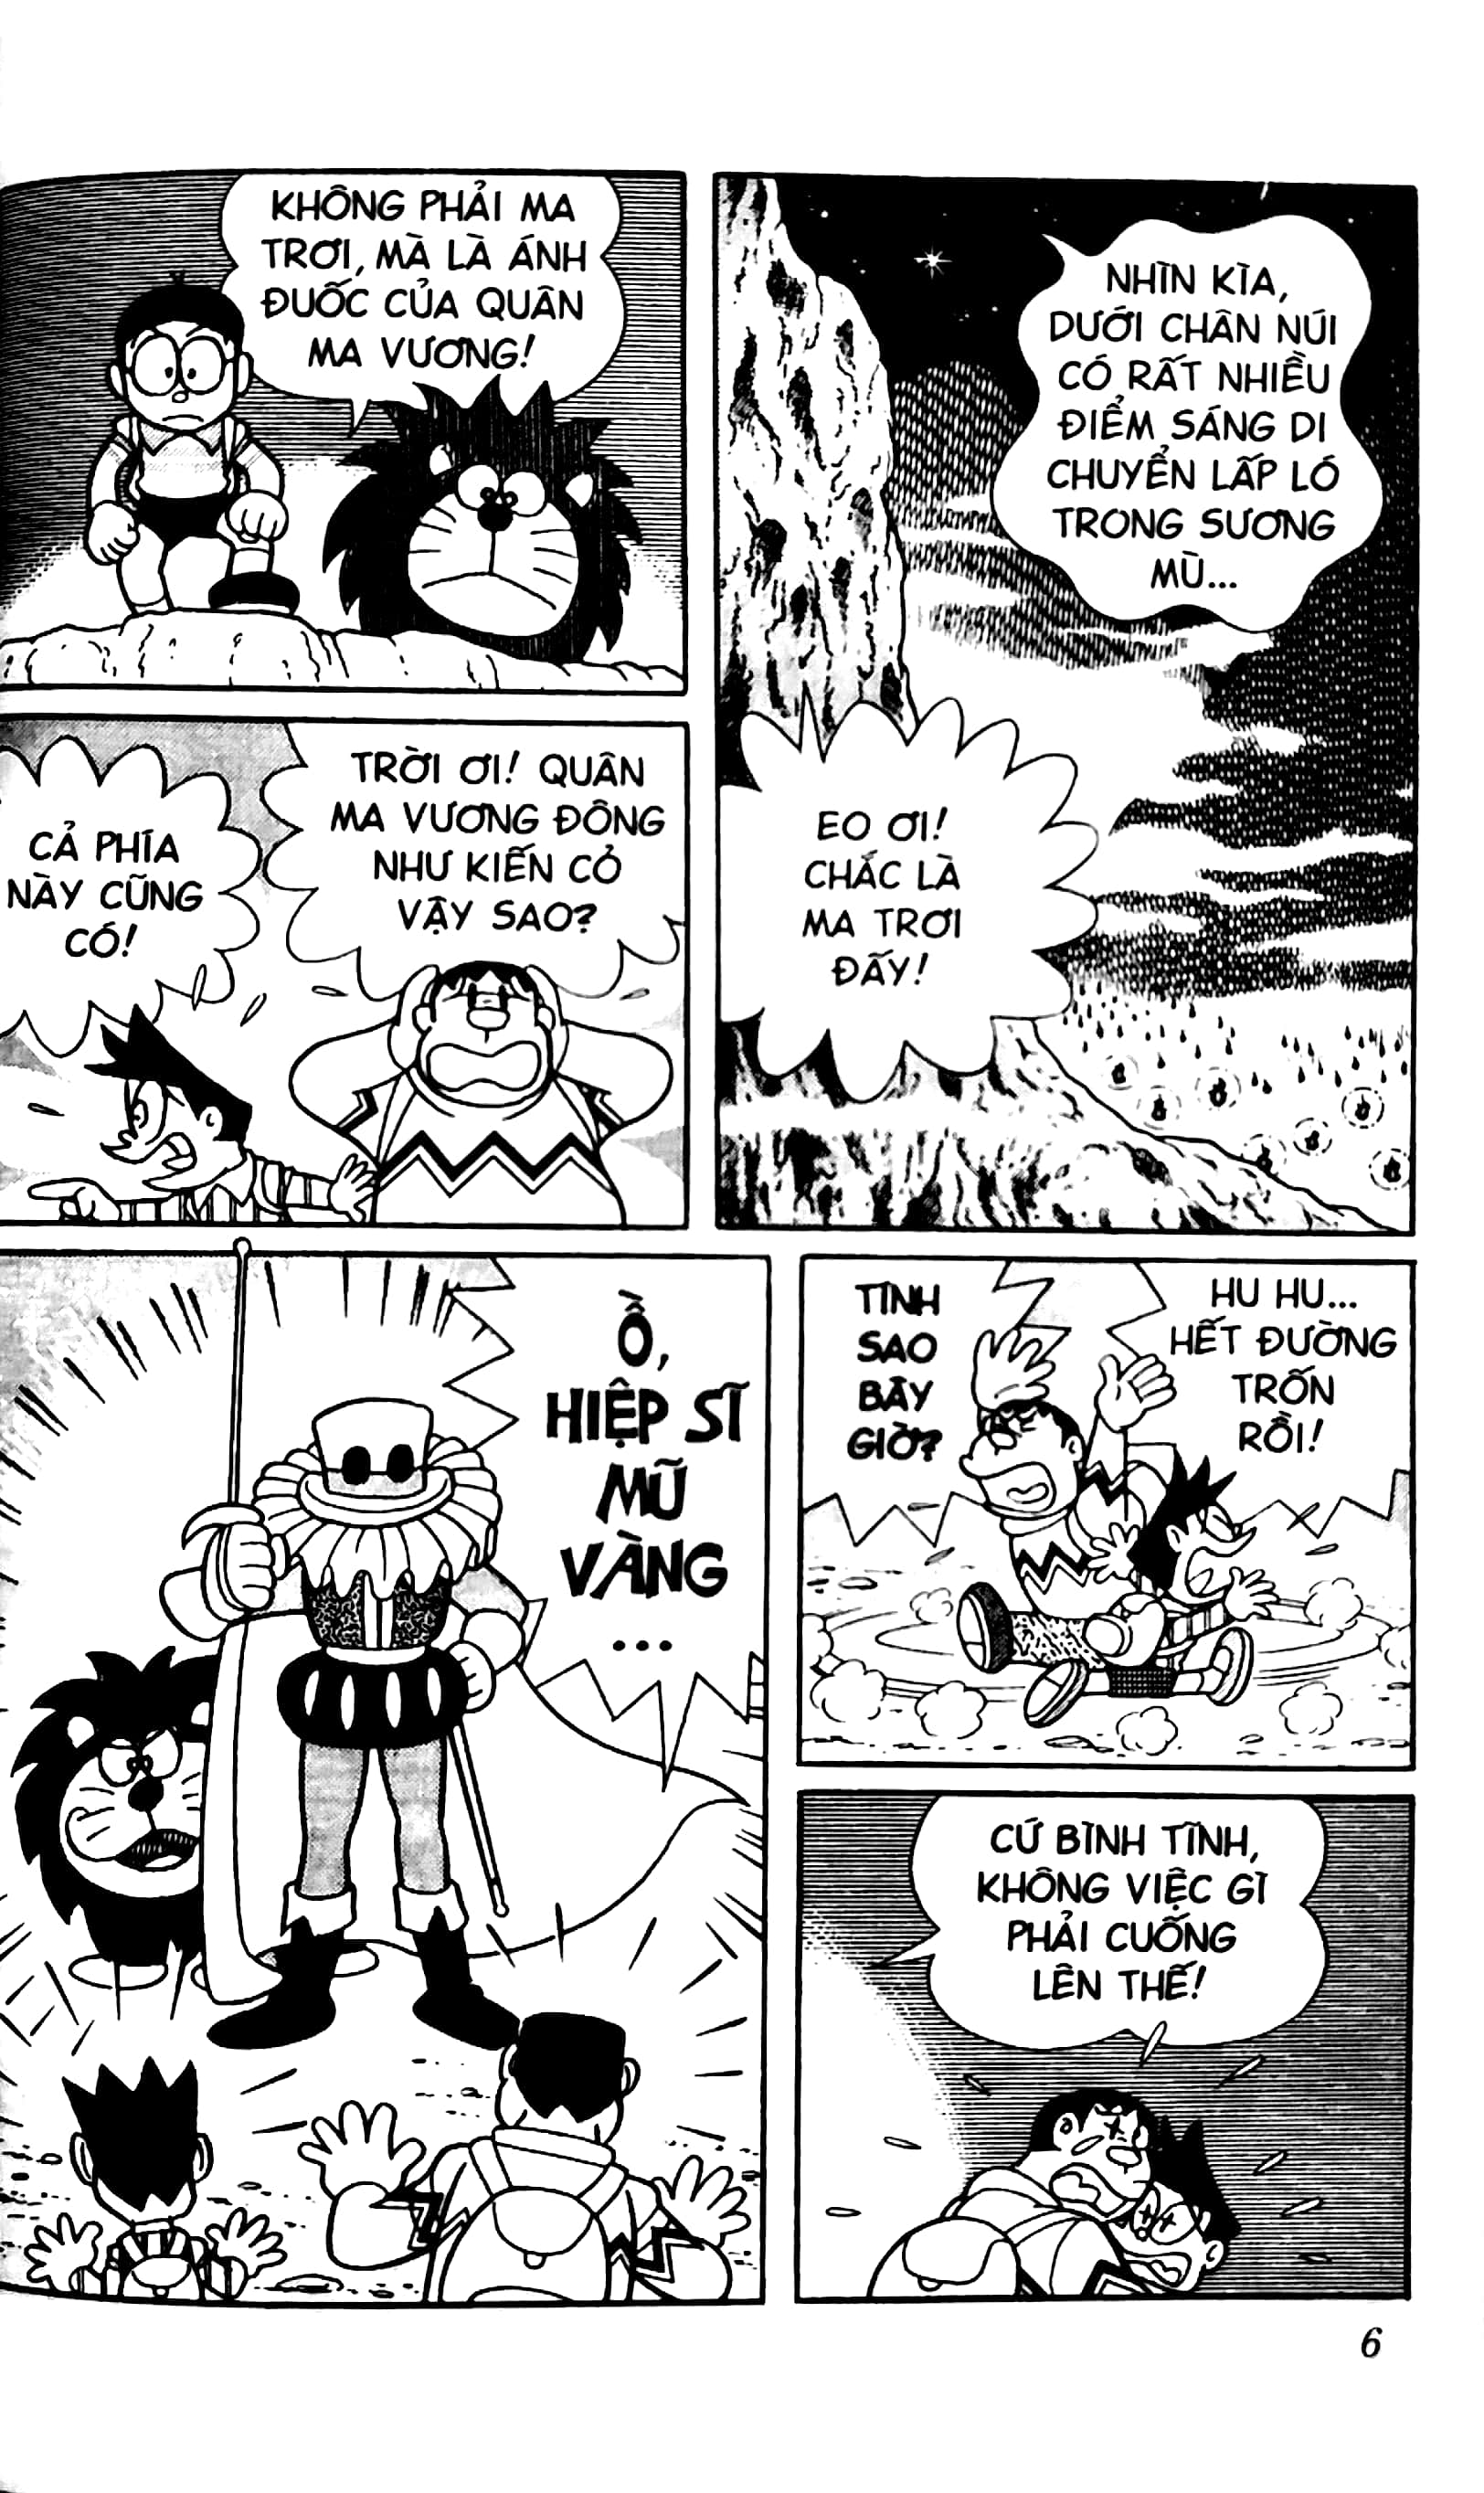 NHÌN KÌA,
DƯỚI CHÂN NÚI
CÓ RẤT NHIỀU
ĐIỂM SÁNG DI
CHUYỂN LẤP LÓ
TRONG SƯƠNG
MÙ...
EO ƠI!
CHẮC LÀ
MA TRƠI
ĐẤY!
KHÔNG PHẢI MA
TRƠI, MÀ LÀ ÁNH
ĐUỐC CỦA QUÂN
MA VƯƠNG!
TRỜI ƠI! QUÂN
MA VƯƠNG ĐÔNG
NHƯ KIẾN CỎ
VẬY SAO?
CẢ PHÍA
NÀY CŨNG
CÓ!
HU HU...
HẾT ĐƯỜNG
TRỐN
RỒI!
TÍNH
SAO
BÂY
GIỜ?
CỨ BÌNH TĨNH,
KHÔNG VIỆC GÌ
PHẢI CUỐNG
LÊN THẾ!
Ồ,
HIỆP SĨ
MŨ
VÀNG
...
6